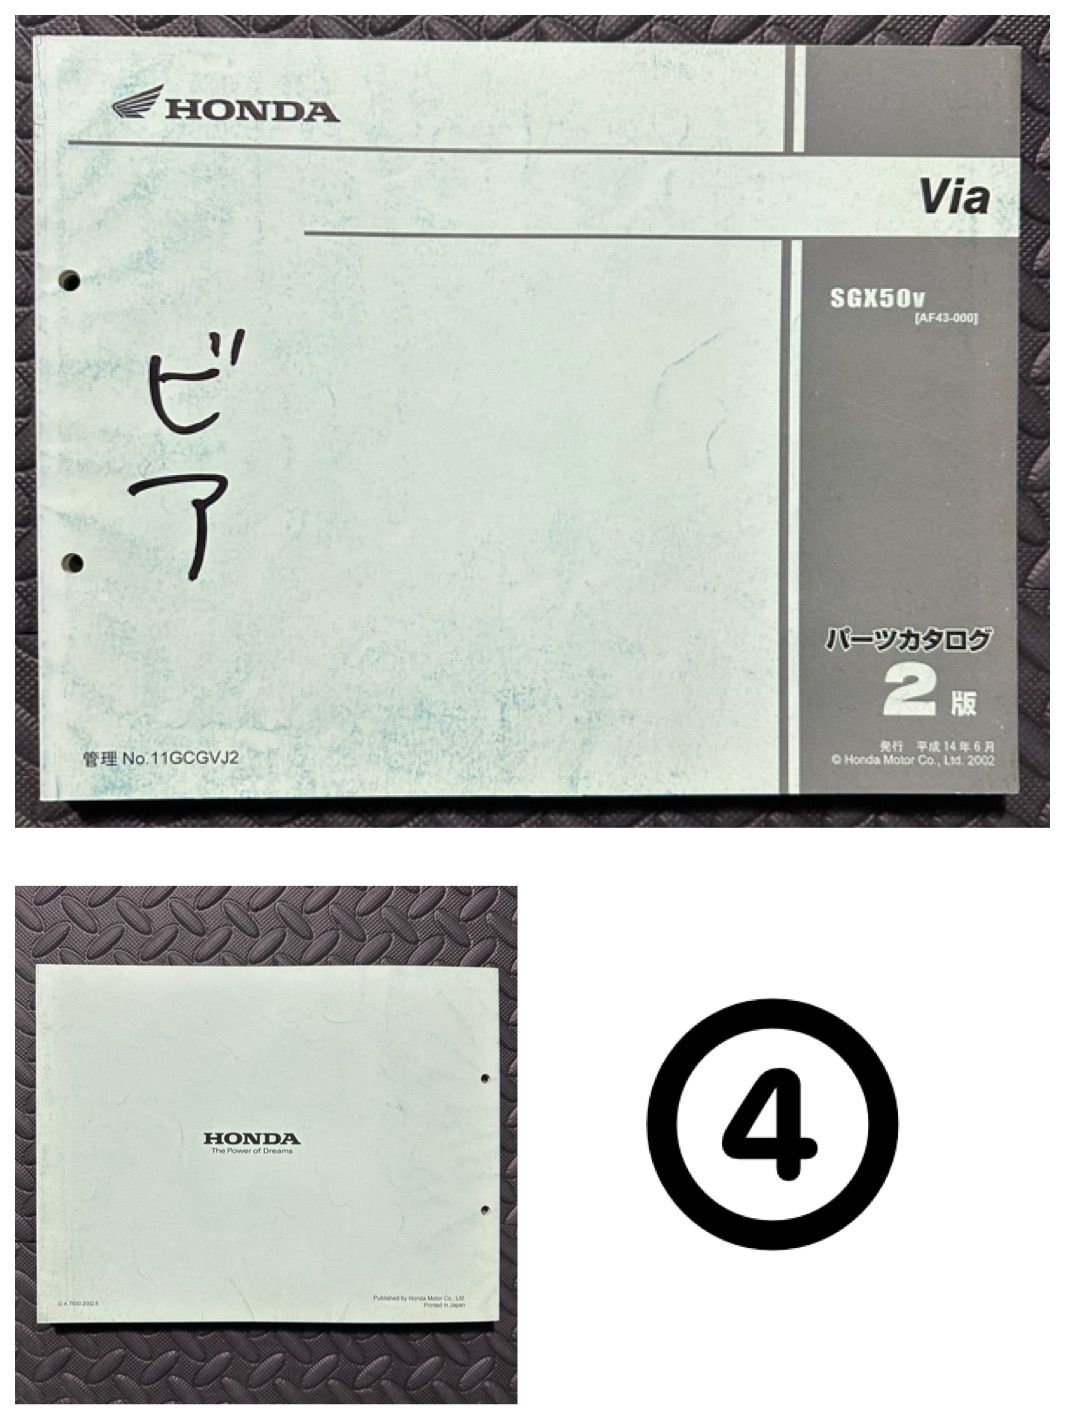 HONDA
Via
SGX50V
[AF43-000]
ビア
パーツカタログ
2版
管理 No.11GCGVJ2
発行 平成14年6月
© Honda Motor Co., Ltd. 2002
HONDA
The Power of Dreams
Published by Honda Motor Co., Ltd.
Printed in Japan
④